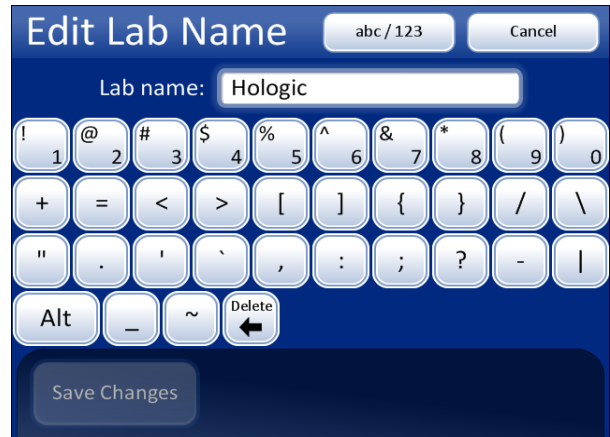 Edit Lab Name abc / 123 Cancel
Lab name: Hologic
! 1 @ 2 # 3 $ 4 % 5 ^ 6 & 7 * 8 ( 9 ) 0
+ = < > [ ] { } / \
" . ' ` , : ; ? - |
Alt _ ~ Delete
Save Changes